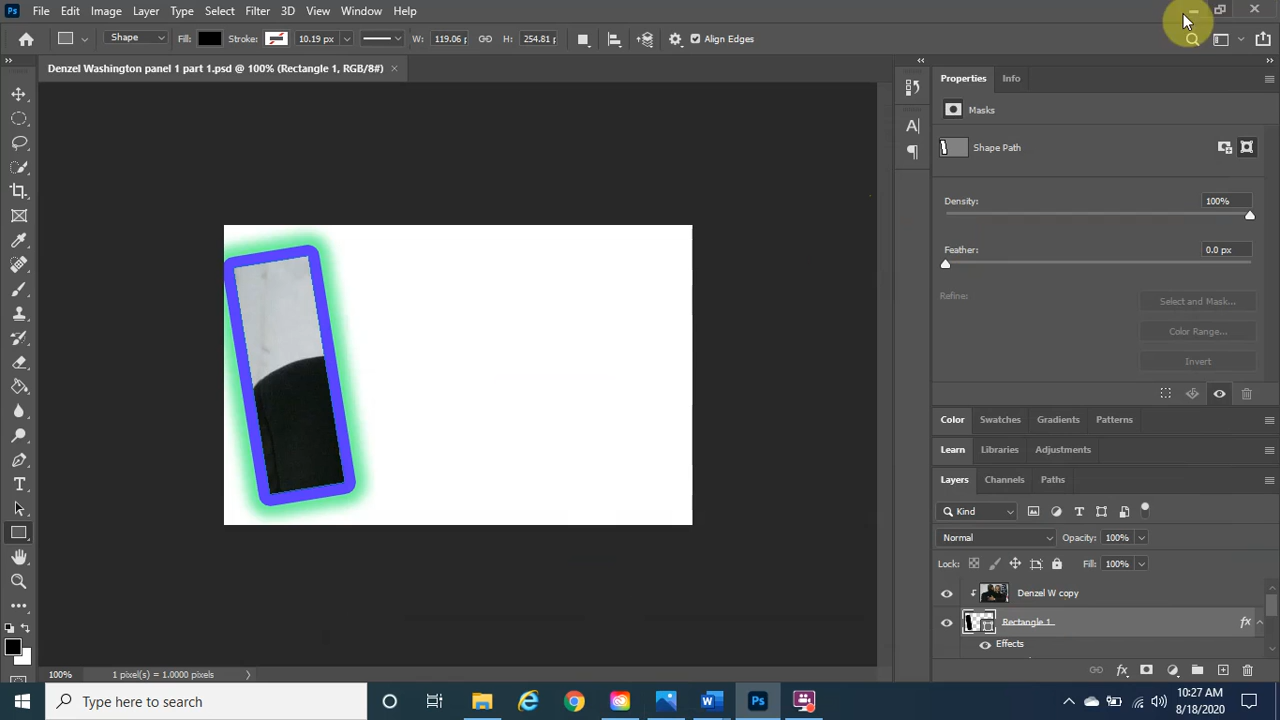 Ps File Edit Image Layer Type Select Filter 3D View Window Help
Shape Fill: Stroke: 10.19 px W: 119.06 p H: 254.81 p Align Edges
Denzel Washington panel 1 part 1.psd @ 100% (Rectangle 1, RGB/8#) ×
Properties Info
Masks
Shape Path
Density: 100%
Feather: 0.0 px
Refine: Select and Mask...
Color Range...
Invert
Color Swatches Gradients Patterns
Learn Libraries Adjustments
Layers Channels Paths
Kind
Normal Opacity: 100%
Lock: Fill: 100%
Denzel W copy
Rectangle 1 fx
Effects
100% 1 pixel(s) = 1.0000 pixels
Type here to search
10:27 AM
8/18/2020